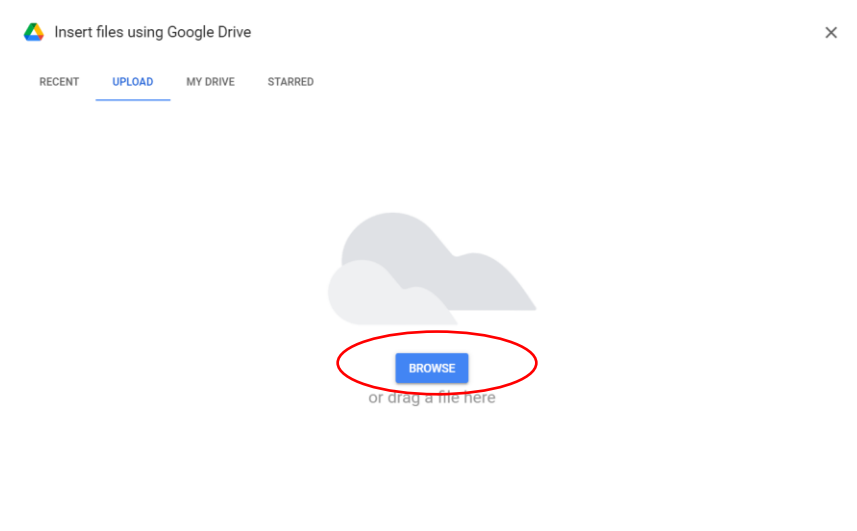 Insert files using Google Drive
RECENT UPLOAD MY DRIVE STARRED
BROWSE
or drag a file here